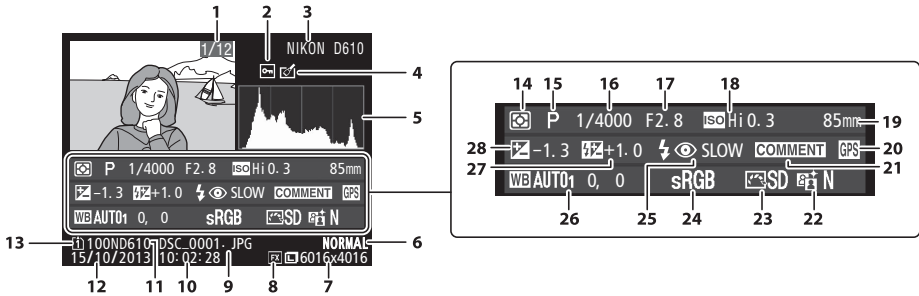 1 2 3
1/12
NIKON D610
4
5
P 1/4000 F2.8 ISO Hi 0.3 85mm
-1.3 +1.0 SLOW COMMENT GPS
WB AUTO1 0, 0 sRGB SD N
13 1 100ND610 DSC_0001.JPG NORMAL 6
15/10/2013 10:02:28 FX L 6016x4016
12 10 11 9 8 7
14 15 16 17 18
P 1/4000 F2.8 ISO Hi 0.3 85mm 19
28 -1.3 +1.0 SLOW COMMENT GPS 20
27 21
WB AUTO1 0, 0 sRGB SD N
26 25 24 23 22